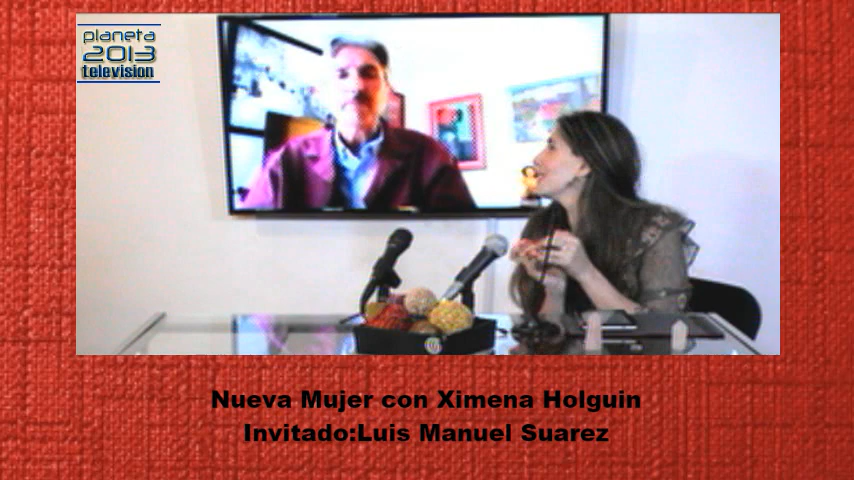 planeta
2013
television
Nueva Mujer con Ximena Holguin
Invitado:Luis Manuel Suarez